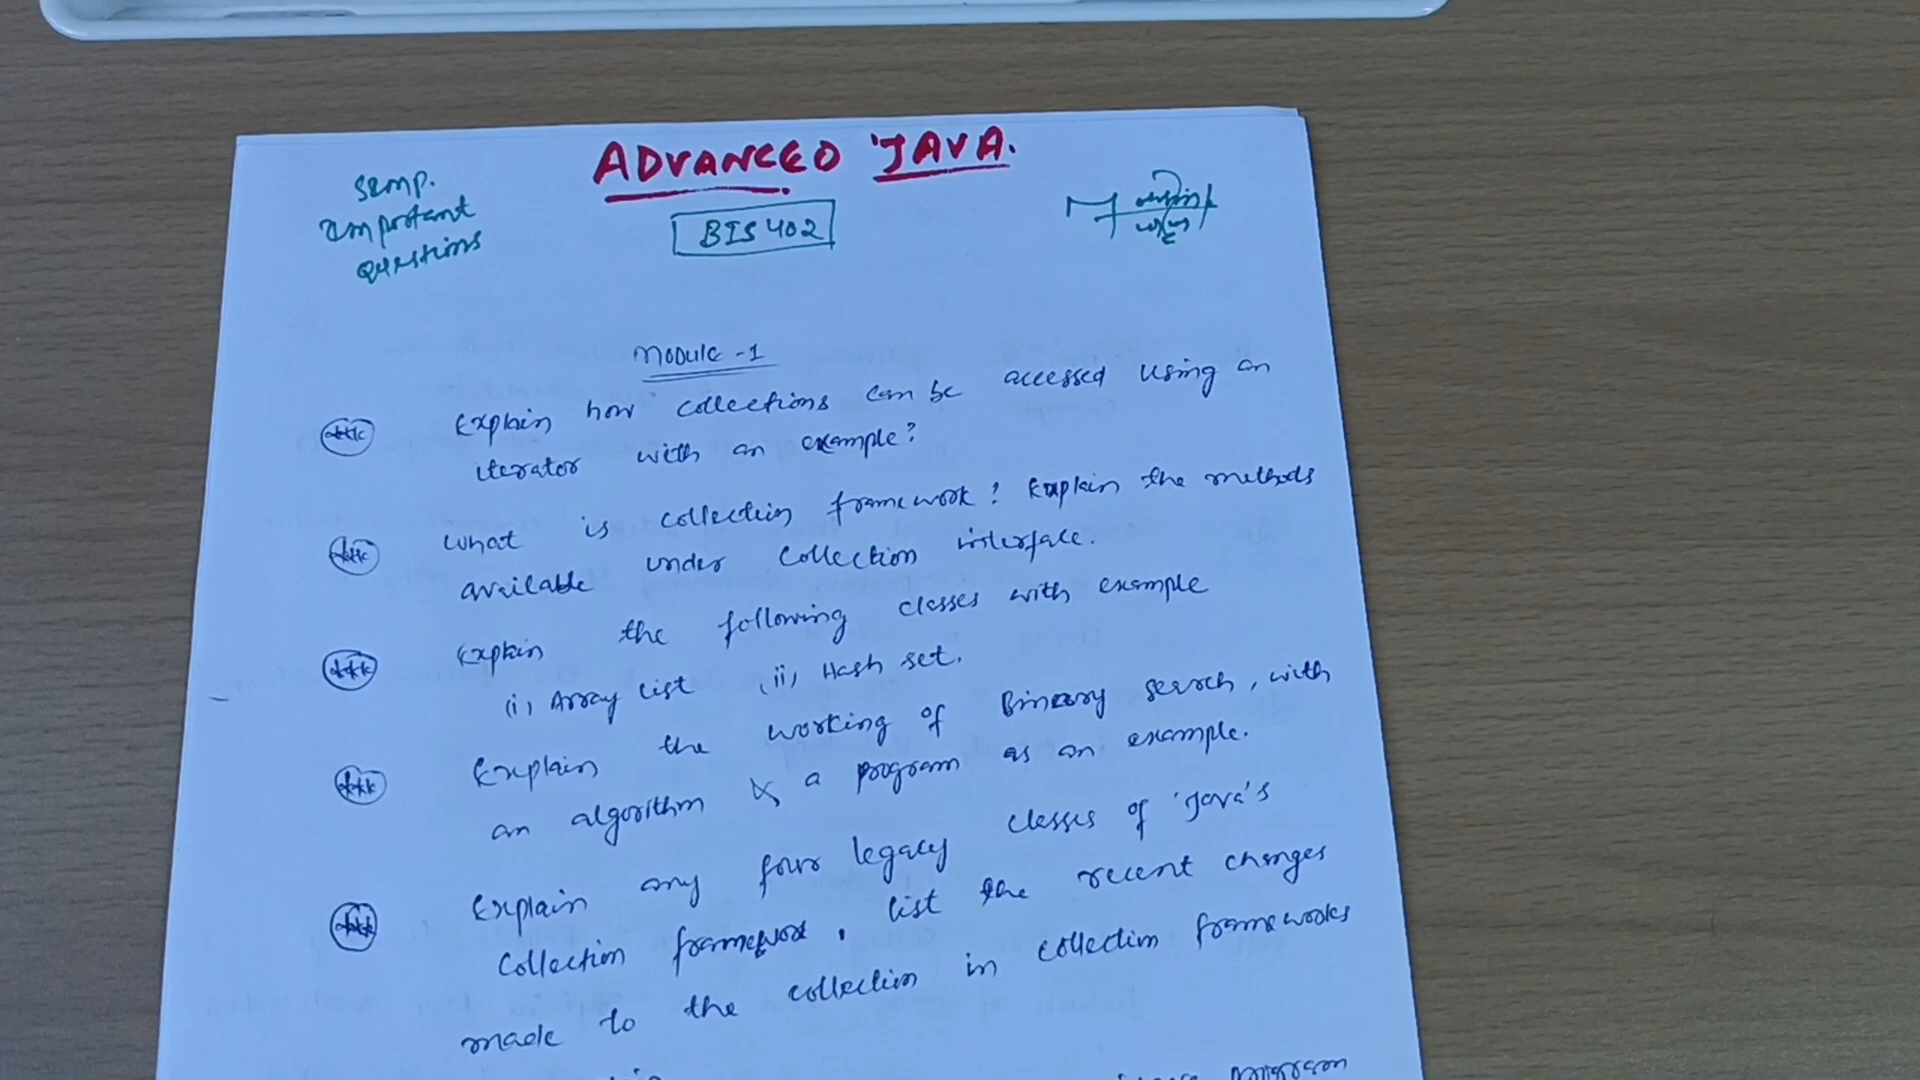 ADVANCED JAVA.
Important
Questions
BIS402
MODULE -1
Explain how collections can be accessed using an
iterator with an example?
What is collection framework? Explain the methods
available under collection interface.
Explain the following classes with example
(i) Array list (ii) Hash set.
Explain the working of Binary search, with
an algorithm & a program as an example.
Explain any four legacy classes of Java's
Collection framework. list the recent changes
made to the collection in collection frameworks
program